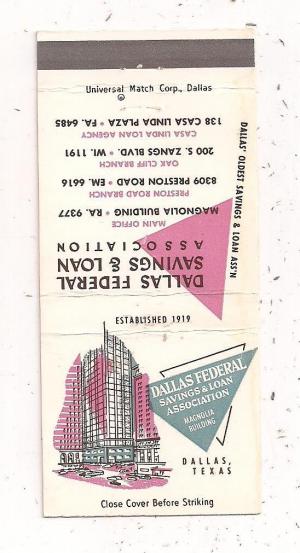 Universal Match Corp., Dallas
©
DALLAS FEDERAL
SAVINGS & LOAN
ASSOCIATION
MAIN OFFICE
MAGNOLIA BUILDING • RA. 9377
PRESTON ROAD BRANCH
8309 PRESTON ROAD • EM. 6616
OAK CLIFF BRANCH
200 S. ZANGS BLVD. • WI. 1191
CASA LINDA LOAN AGENCY
138 CASA LINDA PLAZA • FA. 6485
DALLAS' OLDEST SAVINGS & LOAN ASS'N
ESTABLISHED 1919
DALLAS FEDERAL
SAVINGS & LOAN
ASSOCIATION
MAGNOLIA
BUILDING
DALLAS,
TEXAS
Close Cover Before Striking